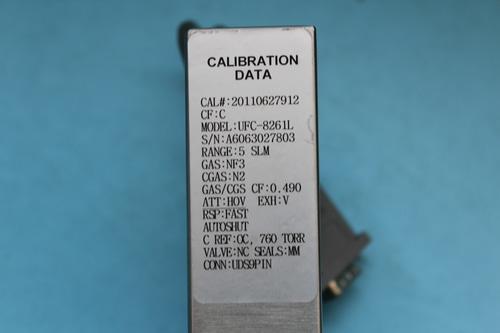 CALIBRATION
DATA
CAL#:20110627912
CF:C
MODEL:UFC-8261L
S/N:A6063027803
RANGE:5 SLM
GAS:NF3
CGAS:N2
GAS/CGS CF:0.490
ATT:HOV EXH:V
RSP:FAST
AUTOSHUT
C REF:0C, 760 TORR
VALVE:NC SEALS:MM
CONN:UDS9PIN